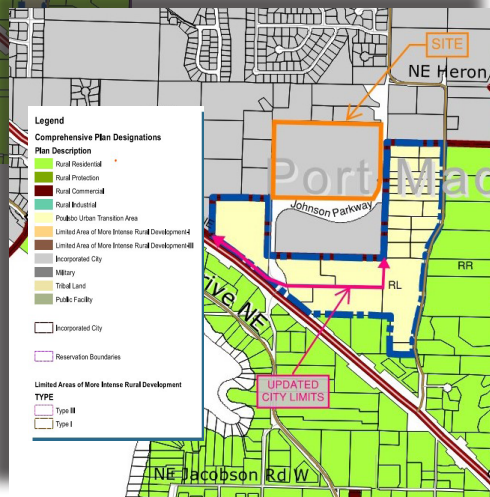 SITE
NE Heron
Legend
Comprehensive Plan Designations
Plan Description
Rural Residential
Rural Protection
Rural Commercial
Rural Industrial
Poulsbo Urban Transition Area
Limited Area of More Intense Rural Development-I
Limited Area of More Intense Rural Development-III
Incorporated City
Military
Tribal Land
Public Facility
Incorporated City
Reservation Boundaries
Limited Areas of More Intense Rural Development
TYPE
Type III
Type I
Port Mad
Johnson Parkway
RR
RL
rive NE
UPDATED
CITY LIMITS
NE Jacobson Rd W